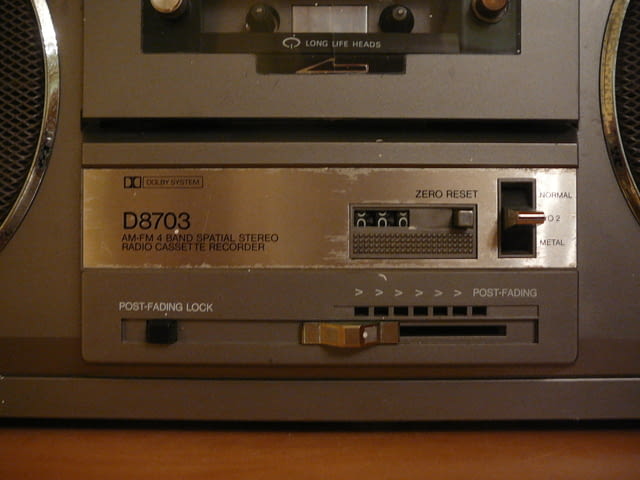 LONG LIFE HEADS
DOLBY SYSTEM
ZERO RESET
NORMAL
D8703
AM-FM 4 BAND SPATIAL STEREO
RADIO CASSETTE RECORDER
METAL
> > > > > > POST-FADING
POST-FADING LOCK